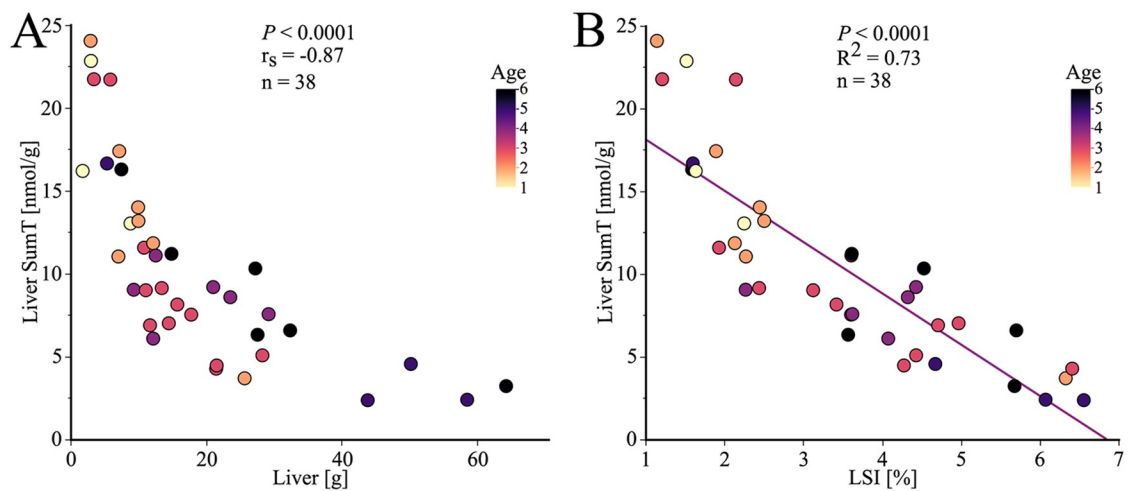 A
P < 0.0001
rs = -0.87
n = 38
Age
6
5
4
3
2
1
Liver SumT [nmol/g]
25
20
15
10
5
0
0 20 40 60
Liver [g]
B
P < 0.0001
R2 = 0.73
n = 38
Age
6
5
4
3
2
1
Liver SumT [nmol/g]
25
20
15
10
5
0
1 2 3 4 5 6 7
LSI [%]